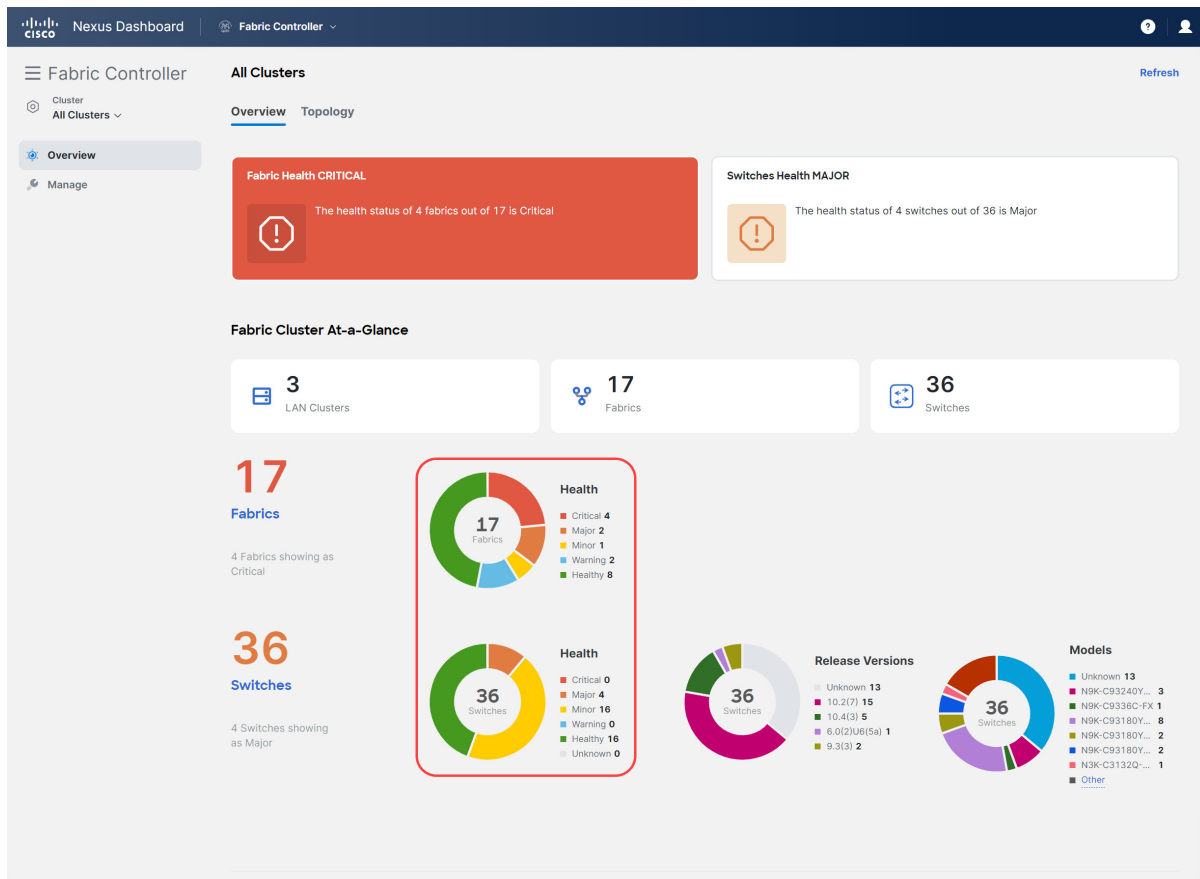 CISCO Nexus Dashboard Fabric Controller
?
Fabric Controller
Cluster
All Clusters
Overview
Manage
All Clusters
Refresh
Overview Topology
Fabric Health CRITICAL
The health status of 4 fabrics out of 17 is Critical
Switches Health MAJOR
The health status of 4 switches out of 36 is Major
Fabric Cluster At-a-Glance
3
LAN Clusters
17
Fabrics
36
Switches
17
Fabrics
4 Fabrics showing as
Critical
17
Fabrics
Health
Critical 4
Major 2
Minor 1
Warning 2
Healthy 8
36
Switches
4 Switches showing
as Major
36
Switches
Health
Critical 0
Major 4
Minor 16
Warning 0
Healthy 16
Unknown 0
36
Switches
Release Versions
Unknown 13
10.2(7) 15
10.4(3) 5
6.0(2)U6(5a) 1
9.3(3) 2
36
Switches
Models
Unknown 13
N9K-C93240Y... 3
N9K-C9336C-FX 1
N9K-C93180Y... 8
N9K-C93180Y... 2
N9K-C93180Y... 2
N3K-C3132Q-... 1
Other